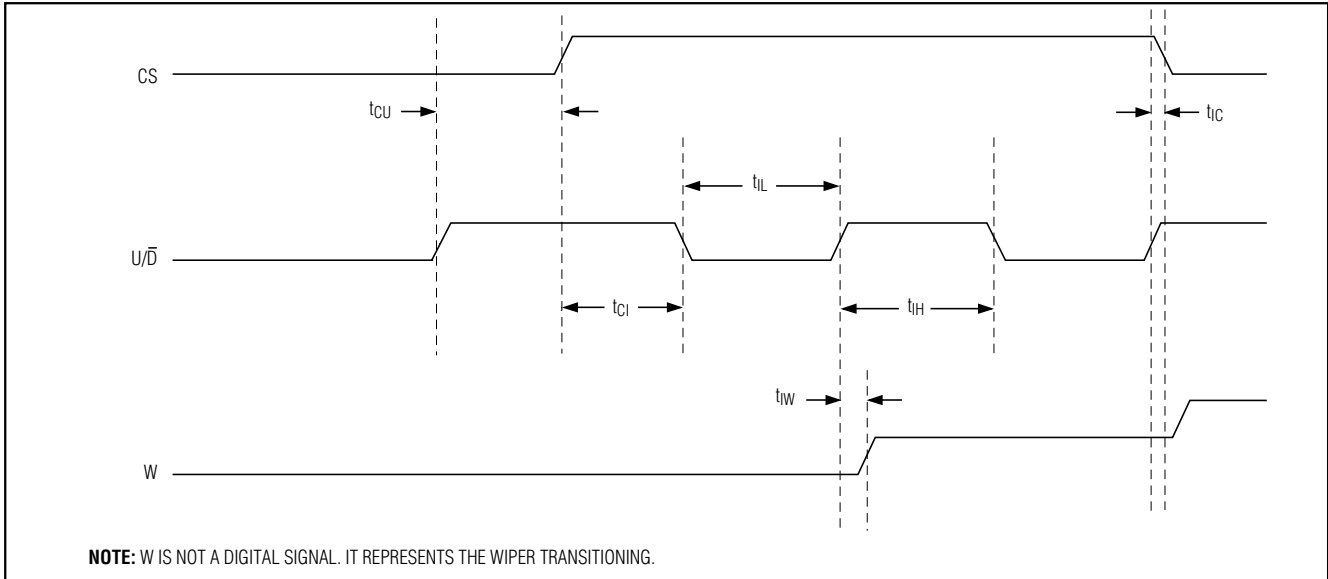 CS
tCU
tIC
tIL
U/D̅
tCI
tIH
tIW
W
NOTE: W IS NOT A DIGITAL SIGNAL. IT REPRESENTS THE WIPER TRANSITIONING.